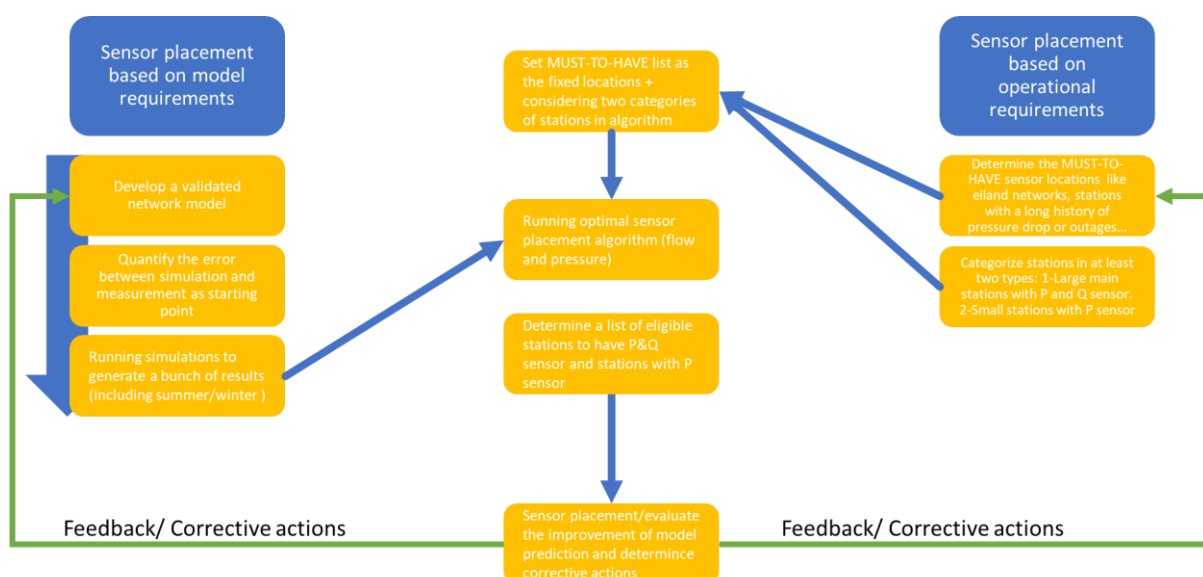 Sensor placement
based on model
requirements
Develop a validated
network model
Quantify the error
between simulation and
measurement as starting
point
Running simulations to
generate a bunch of results
(including summer/winter )
Set MUST-TO-HAVE list as
the fixed locations +
considering two categories
of stations in algorithm
Running optimal sensor
placement algorithm (flow
and pressure)
Determine a list of eligible
stations to have P&Q
sensor and stations with P
sensor
Sensor placement/evaluate
the improvement of model
prediction and determince
corrective actions
Sensor placement
based on
operational
requirements
Determine the MUST-TO-
HAVE sensor locations like
eiland networks, stations
with a long history of
pressure drop or outages...
Categorize stations in at least
two types: 1-Large main
stations with P and Q sensor.
2-Small stations with P sensor
Feedback/ Corrective actions
Feedback/ Corrective actions